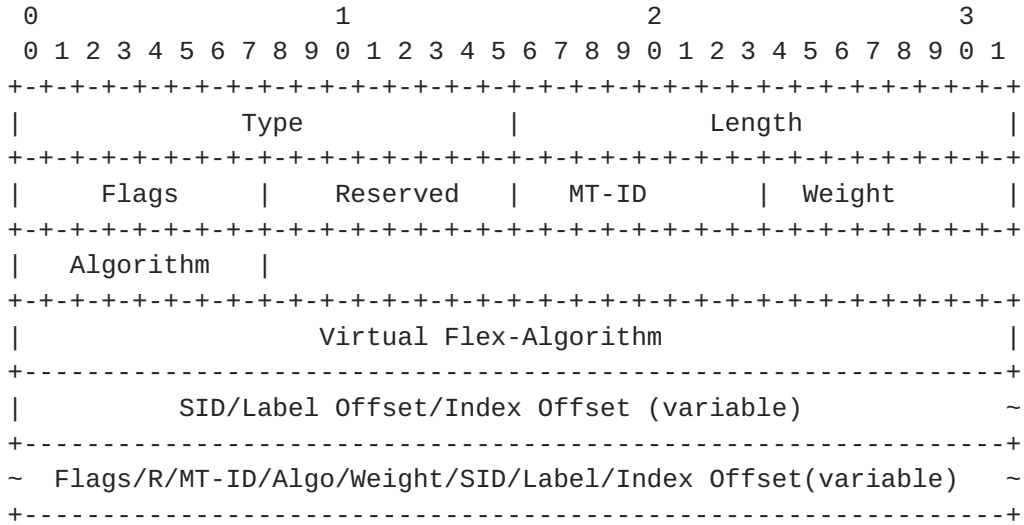 0                   1                   2                   3
 0 1 2 3 4 5 6 7 8 9 0 1 2 3 4 5 6 7 8 9 0 1 2 3 4 5 6 7 8 9 0 1
+-+-+-+-+-+-+-+-+-+-+-+-+-+-+-+-+-+-+-+-+-+-+-+-+-+-+-+-+-+-+-+-+
|              Type             |            Length             |
+-+-+-+-+-+-+-+-+-+-+-+-+-+-+-+-+-+-+-+-+-+-+-+-+-+-+-+-+-+-+-+-+
|     Flags     |    Reserved   |   MT-ID       |  Weight       |
+-+-+-+-+-+-+-+-+-+-+-+-+-+-+-+-+-+-+-+-+-+-+-+-+-+-+-+-+-+-+-+-+
|   Algorithm   |
+-+-+-+-+-+-+-+-+-+-+-+-+-+-+-+-+-+-+-+-+-+-+-+-+-+-+-+-+-+-+-+-+
|                   Virtual Flex-Algorithm                      |
+---------------------------------------------------------------+
|          SID/Label Offset/Index Offset (variable)             ~
+---------------------------------------------------------------+
~  Flags/R/MT-ID/Algo/Weight/SID/Label/Index Offset(variable)   ~
+---------------------------------------------------------------+